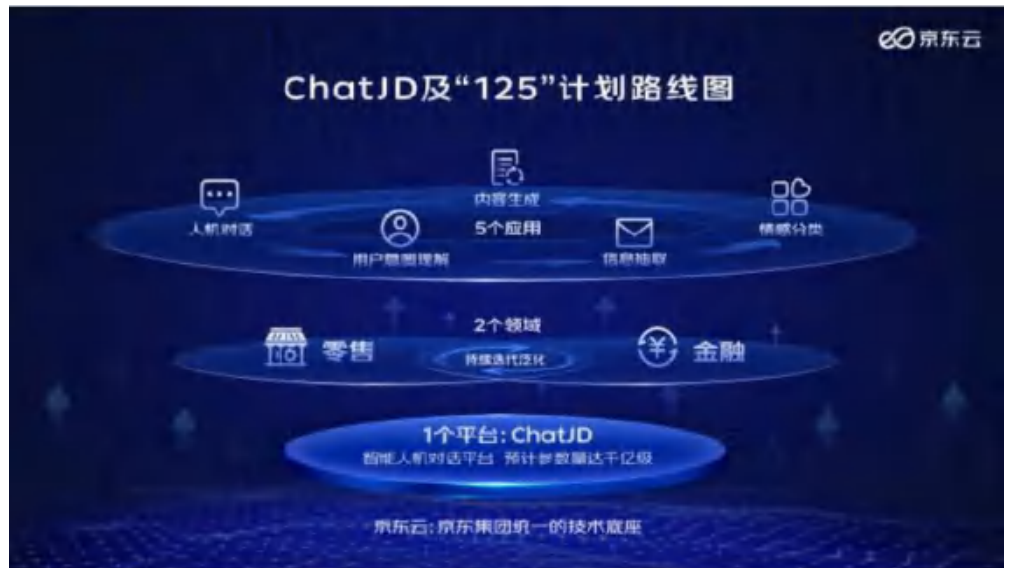 京东云
ChatJD及“125”计划路线图
内容生成
人机对话
5个应用
情感分类
用户意图理解
信息抽取
2个领域
零售
持续迭代泛化
金融
1个平台: ChatJD
智能人机对话平台 预计参数量达千亿级
京东云:京东集团统一的技术底座